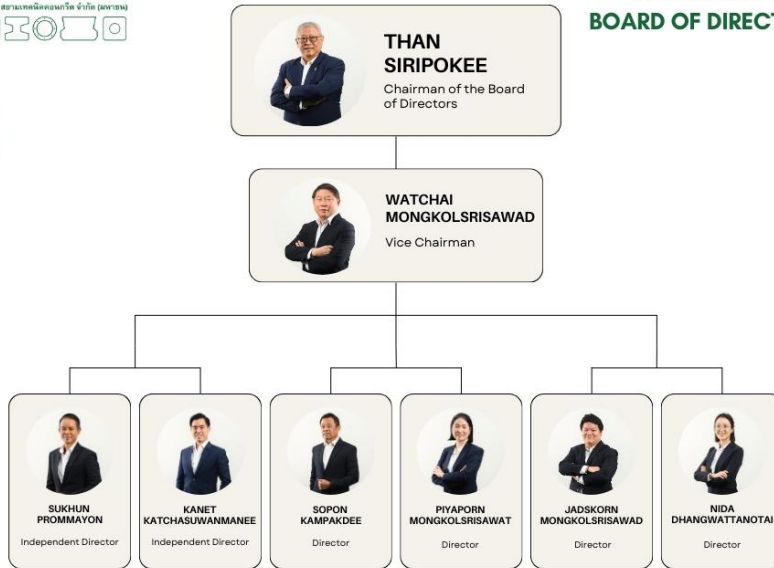 สยามเทคนิคคอนกรีต จำกัด (มหาชน)
BOARD OF DIRECT
THAN
SIRIPOKEE
Chairman of the Board
of Directors
WATCHAI
MONGKOLSRISAWAD
Vice Chairman
SUKHUN
PROMMAYON
Independent Director
KANET
KATCHASUWANMANEE
Independent Director
SOPON
KAMPAKDEE
Director
PIYAPORN
MONGKOLSRISAWAT
Director
JADSKORN
MONGKOLSRISAWAD
Director
NIDA
DHANGWATTANOTAI
Director